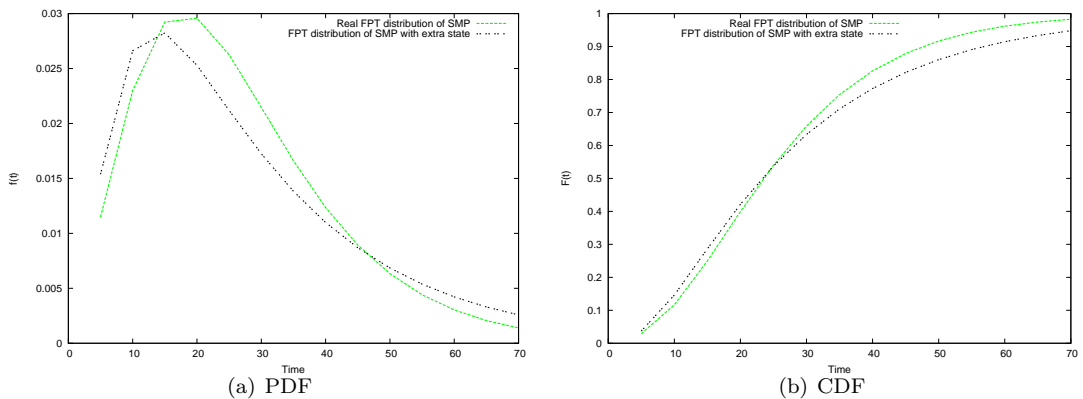 0.03
0.025
0.02
0.015
0.01
0.005
0
f(t)
Real FPT distribution of SMP
FPT distribution of SMP with extra state
0 10 20 30 40 50 60 70
Time
(a) PDF
1
0.9
0.8
0.7
0.6
0.5
0.4
0.3
0.2
0.1
0
F(t)
Real FPT distribution of SMP
FPT distribution of SMP with extra state
0 10 20 30 40 50 60 70
Time
(b) CDF